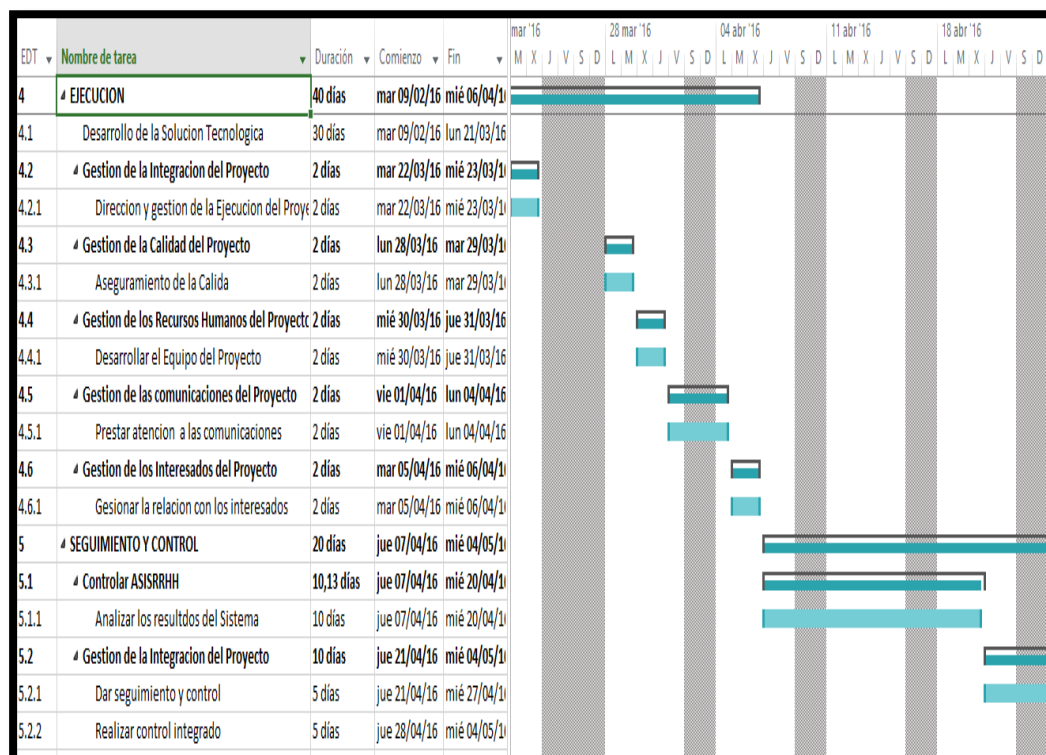 mar '16 28 mar '16 04 abr '16 11 abr '16 18 abr '16
EDT Nombre de tarea Duración Comienzo Fin M X J V S D L M X J V S D L M X J V S D L M X J V S D L M X J V S D
4 EJECUCION 40 días mar 09/02/16 mié 06/04/1
4.1 Desarrollo de la Solucion Tecnologica 30 días mar 09/02/16 lun 21/03/16
4.2 Gestion de la Integracion del Proyecto 2 días mar 22/03/16 mié 23/03/1
4.2.1 Direccion y gestion de la Ejecucion del Proye 2 días mar 22/03/16 mié 23/03/1
4.3 Gestion de la Calidad del Proyecto 2 días lun 28/03/16 mar 29/03/1
4.3.1 Aseguramiento de la Calida 2 días lun 28/03/16 mar 29/03/1
4.4 Gestion de los Recursos Humanos del Proyecto 2 días mié 30/03/16 jue 31/03/16
4.4.1 Desarrollar el Equipo del Proyecto 2 días mié 30/03/16 jue 31/03/16
4.5 Gestion de las comunicaciones del Proyecto 2 días vie 01/04/16 lun 04/04/16
4.5.1 Prestar atencion a las comunicaciones 2 días vie 01/04/16 lun 04/04/16
4.6 Gestion de los Interesados del Proyecto 2 días mar 05/04/16 mié 06/04/1
4.6.1 Gesionar la relacion con los interesados 2 días mar 05/04/16 mié 06/04/1
5 SEGUIMIENTO Y CONTROL 20 días jue 07/04/16 mié 04/05/1
5.1 Controlar ASISRRHH 10,13 días jue 07/04/16 mié 20/04/1
5.1.1 Analizar los resultdos del Sistema 10 días jue 07/04/16 mié 20/04/1
5.2 Gestion de la Integracion del Proyecto 10 días jue 21/04/16 mié 04/05/1
5.2.1 Dar seguimiento y control 5 días jue 21/04/16 mié 27/04/1
5.2.2 Realizar control integrado 5 días jue 28/04/16 mié 04/05/1